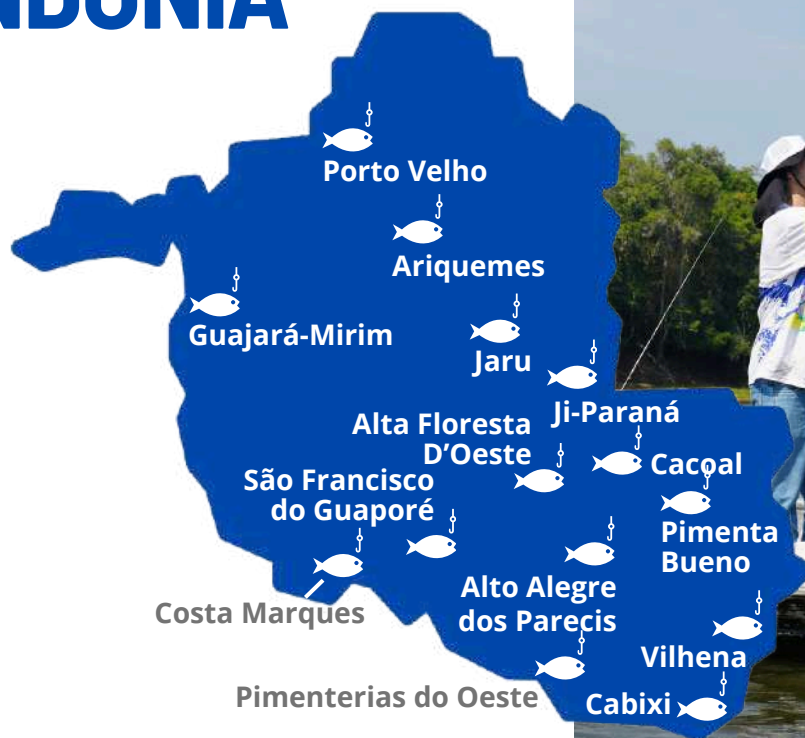 NDÔNIA
Porto Velho
Ariquemes
Guajará-Mirim
Jaru
Ji-Paraná
Alta Floresta
D’Oeste
Cacoal
São Francisco
do Guaporé
Pimenta
Bueno
Alto Alegre
dos Parecis
Costa Marques
Vilhena
Pimenterias do Oeste
Cabixi